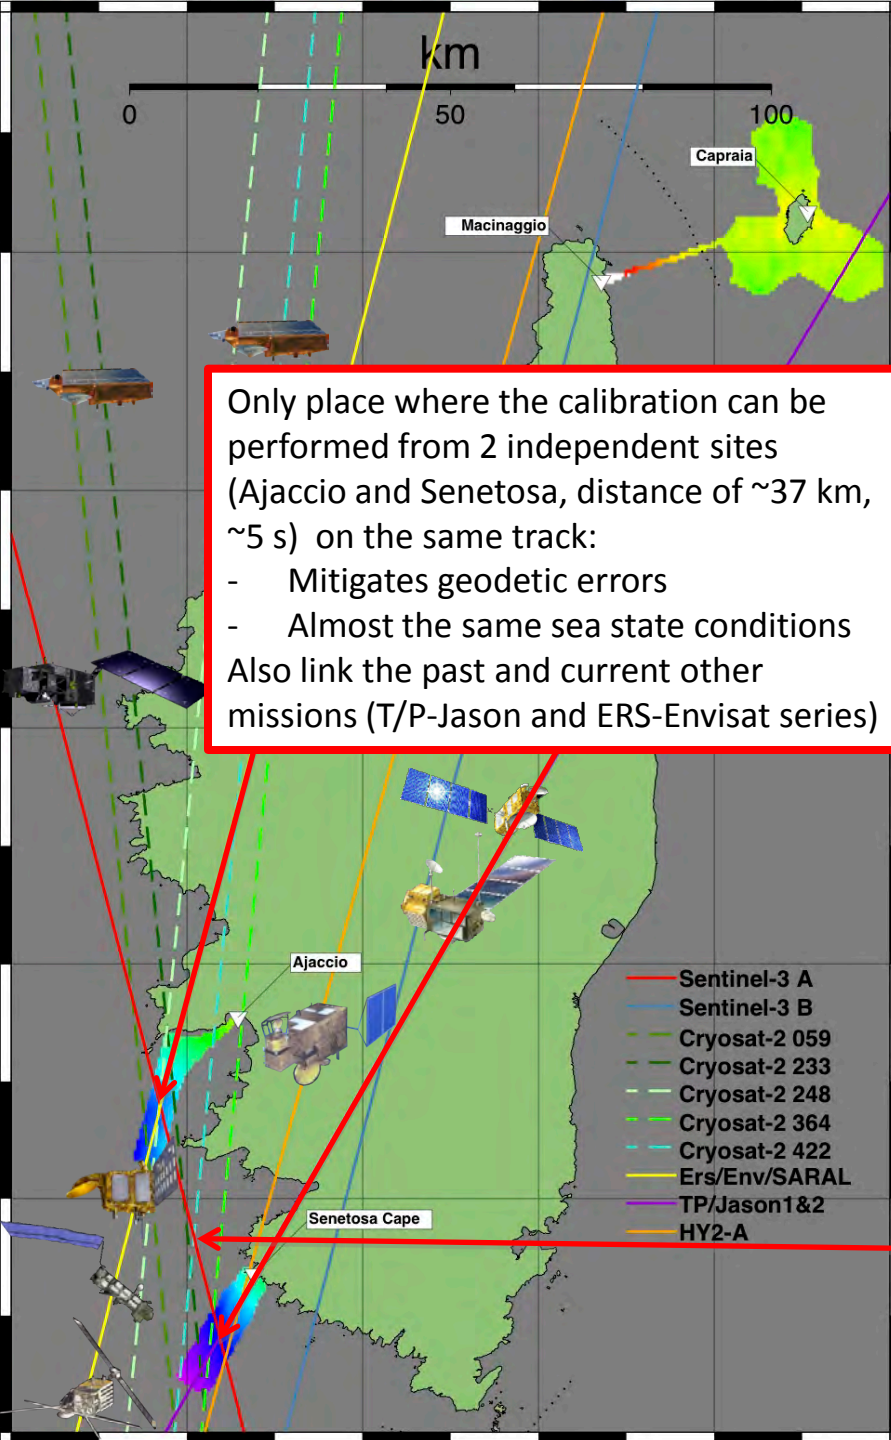 km
0 50 100
Capraia
Macinaggio
Only place where the calibration can be
performed from 2 independent sites
(Ajaccio and Senetosa, distance of ~37 km,
~5 s) on the same track:
- Mitigates geodetic errors
- Almost the same sea state conditions
Also link the past and current other
missions (T/P-Jason and ERS-Envisat series)
Ajaccio
Sentinel-3 A
Sentinel-3 B
Cryosat-2 059
Cryosat-2 233
Cryosat-2 248
Cryosat-2 364
Cryosat-2 422
Ers/Env/SARAL
TP/Jason1&2
HY2-A
Senetosa Cape